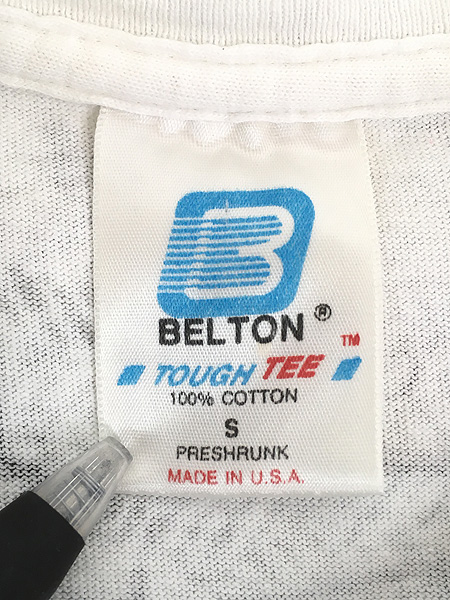 B
BELTON®
TOUGH TEE™
100% COTTON
S
PRESHRUNK
MADE IN U.S.A.